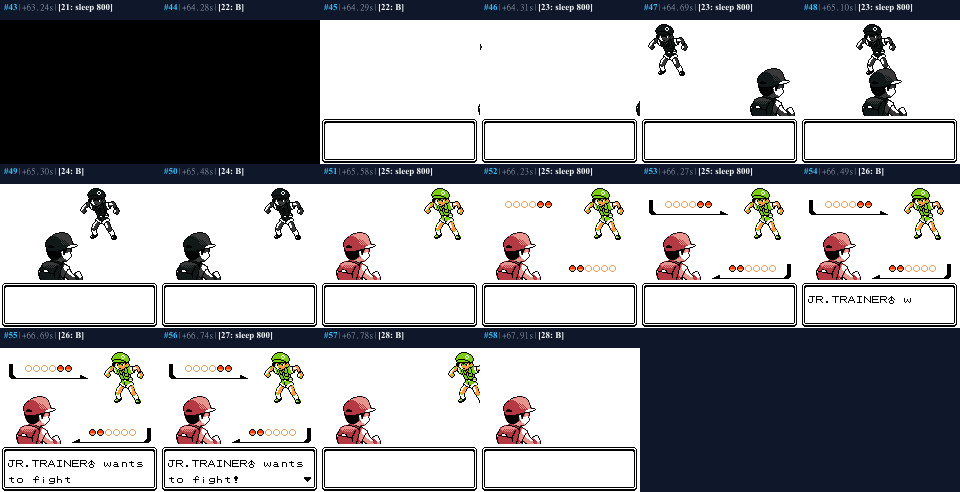 #43|+63.24s| [21: sleep 800]
#44|+64.28s| [22: B]
#45|+64.29s| [22: B]
#46|+64.31s| [23: sleep 800]
#47|+64.69s| [23: sleep 800]
#48|+65.10s| [23: sleep 800]
#49|+65.30s| [24: B]
#50|+65.48s| [24: B]
#51|+65.58s| [25: sleep 800]
#52|+66.23s| [25: sleep 800]
#53|+66.27s| [25: sleep 800]
#54|+66.49s| [26: B]
JR.TRAINER♂ w
#55|+66.69s| [26: B]
#56|+66.74s| [27: sleep 800]
#57|+67.78s| [28: B]
#58|+67.91s| [28: B]
JR.TRAINER♂ wants
to fight
JR.TRAINER♂ wants
to fight!